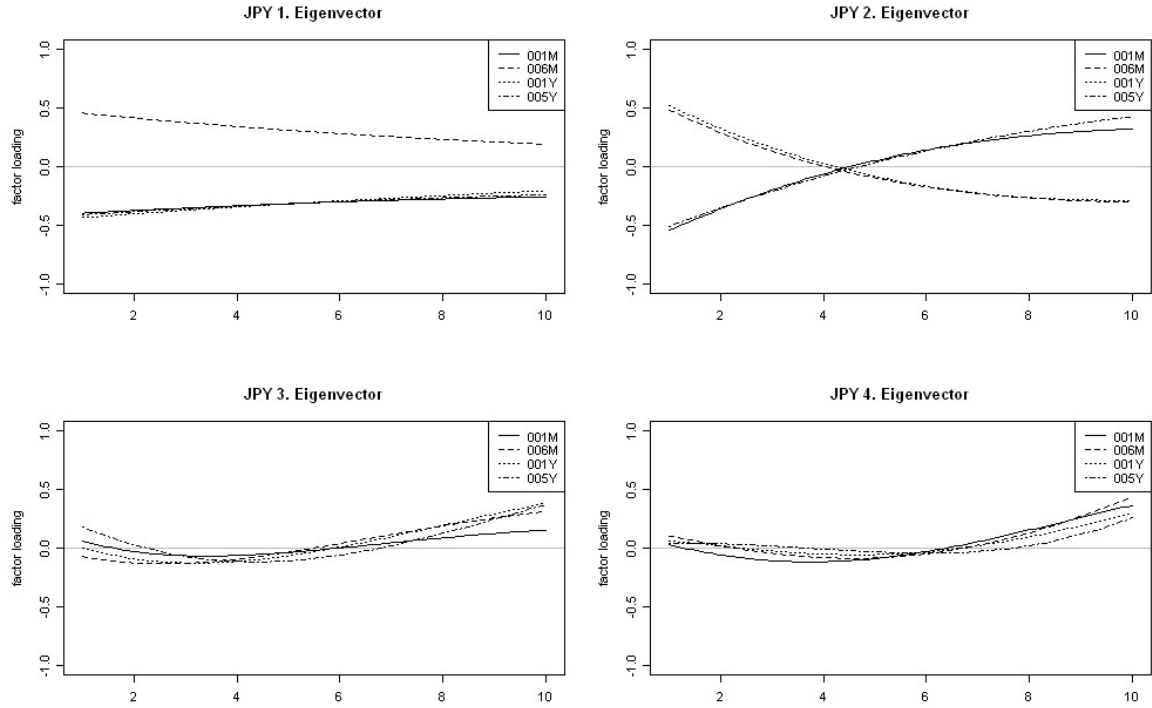 JPY 1. Eigenvector
factor loading
1.0
0.5
0.0
-0.5
-1.0
001M
006M
001Y
005Y
2 4 6 8 10
JPY 2. Eigenvector
factor loading
1.0
0.5
0.0
-0.5
-1.0
001M
006M
001Y
005Y
2 4 6 8 10
JPY 3. Eigenvector
factor loading
1.0
0.5
0.0
-0.5
-1.0
001M
006M
001Y
005Y
2 4 6 8 10
JPY 4. Eigenvector
factor loading
1.0
0.5
0.0
-0.5
-1.0
001M
006M
001Y
005Y
2 4 6 8 10